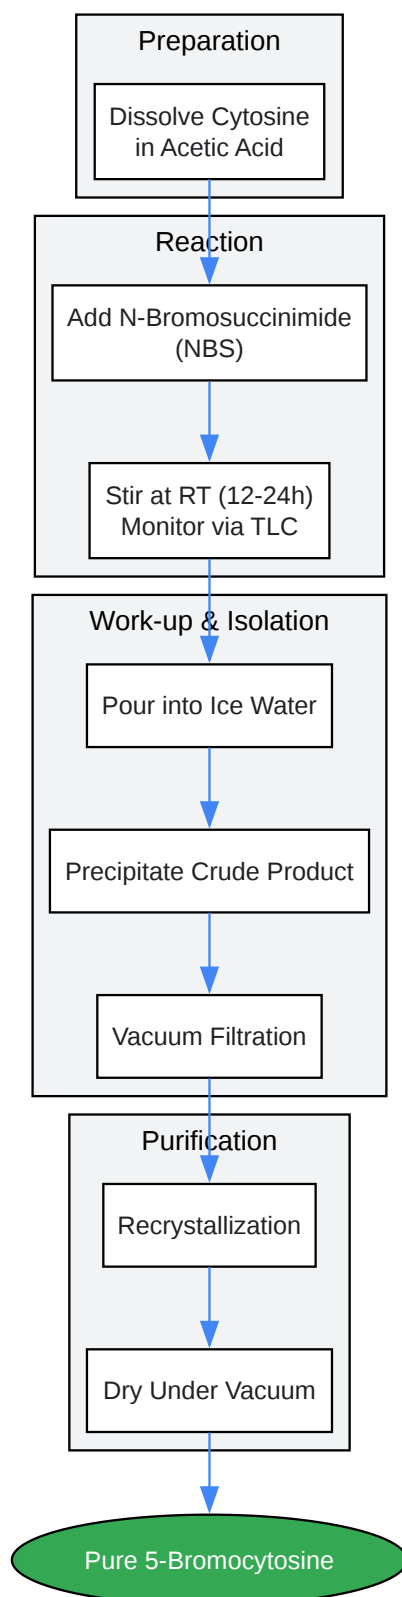 Preparation
Dissolve Cytosine
in Acetic Acid
Reaction
Add N-Bromosuccinimide
(NBS)
Stir at RT (12-24h)
Monitor via TLC
Work-up & Isolation
Pour into Ice Water
Precipitate Crude Product
Vacuum Filtration
Purification
Recrystallization
Dry Under Vacuum
Pure 5-Bromocytosine